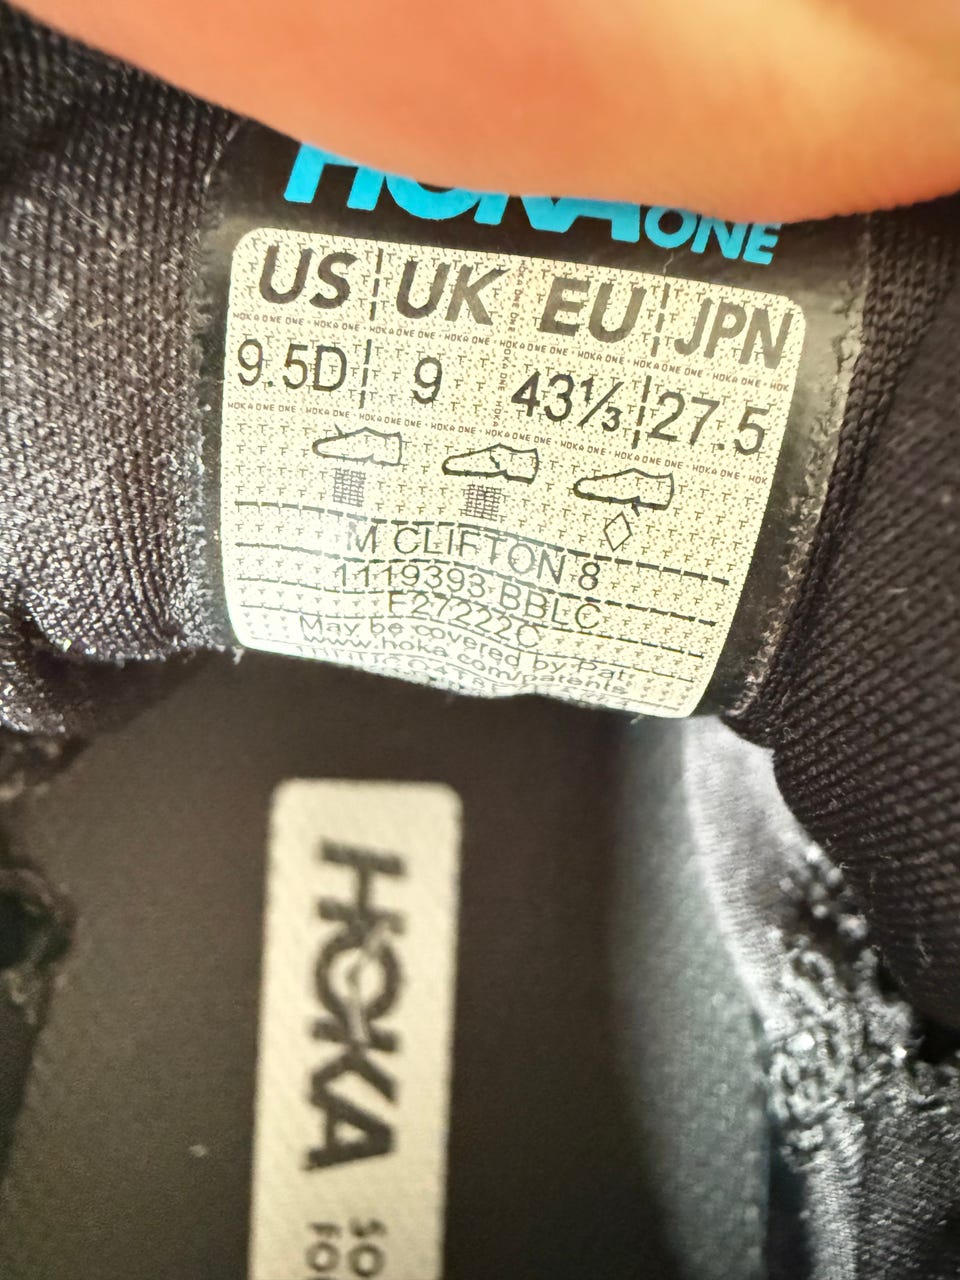 HOKA ONE
US UK EU JPN
9.5D 9 43⅓ 27.5
M CLIFTON 8
1119393 BBLC
F27222C
May be covered by Pat.
www.hoka.com/patents
HOKA